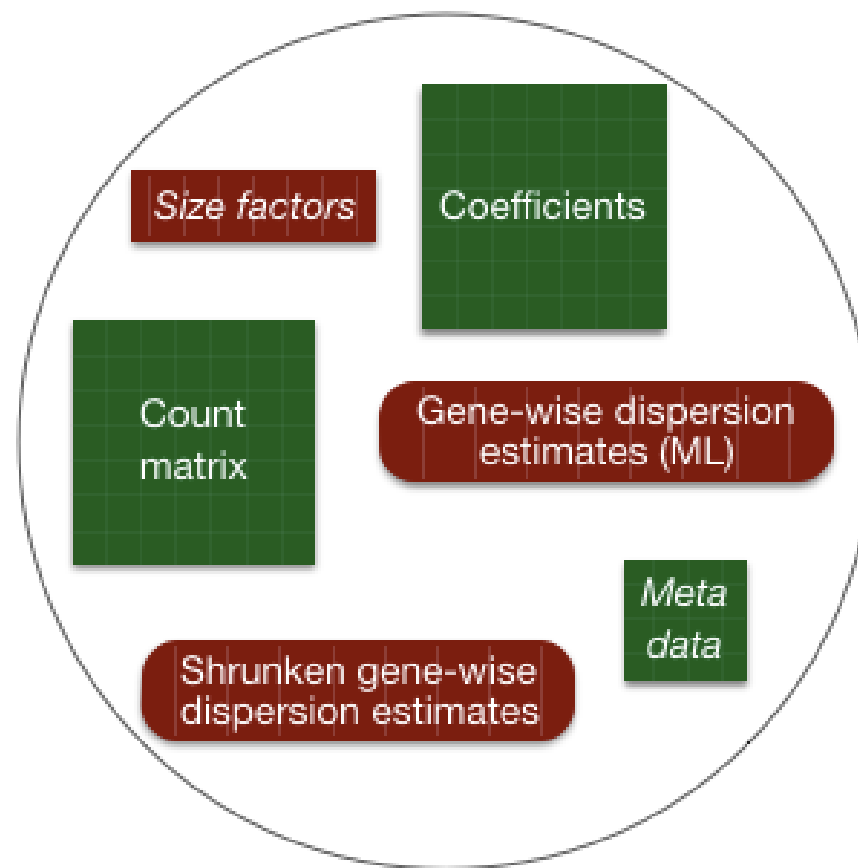 Size factors
Coefficients
Count
matrix
Gene-wise dispersion
estimates (ML)
Meta
data
Shrunken gene-wise
dispersion estimates